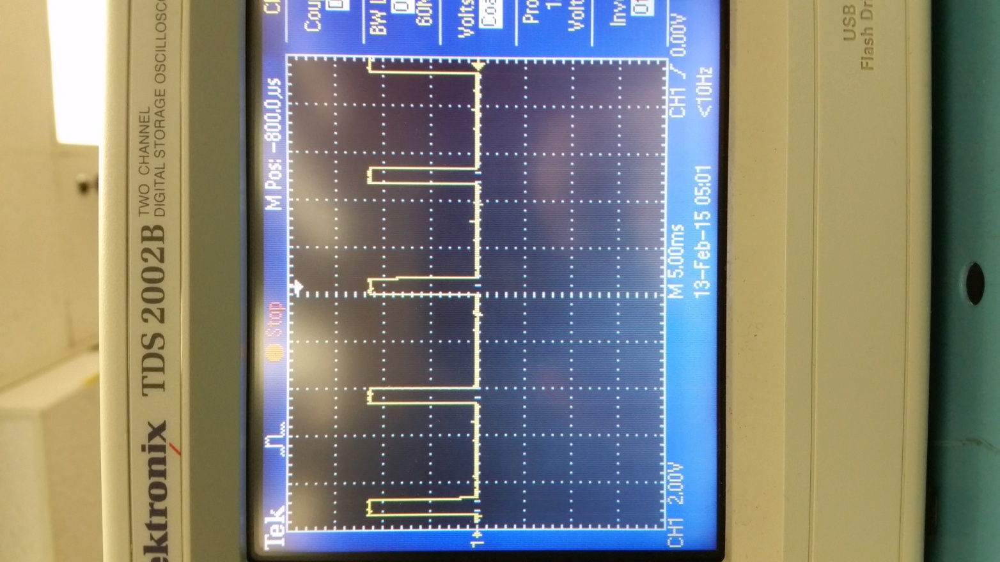 ektronix TDS 2002B TWO CHANNEL
DIGITAL STORAGE OSCILLOSC
Tek Stop M Pos: -800.0µs
Cou
BW L
60M
Volts
Coa
Pro
Volt
Inv
1
CH1 2.00V M 5.00ms CH1 / 0.00V
13-Feb-15 05:01 <10Hz
USB
Flash Dr